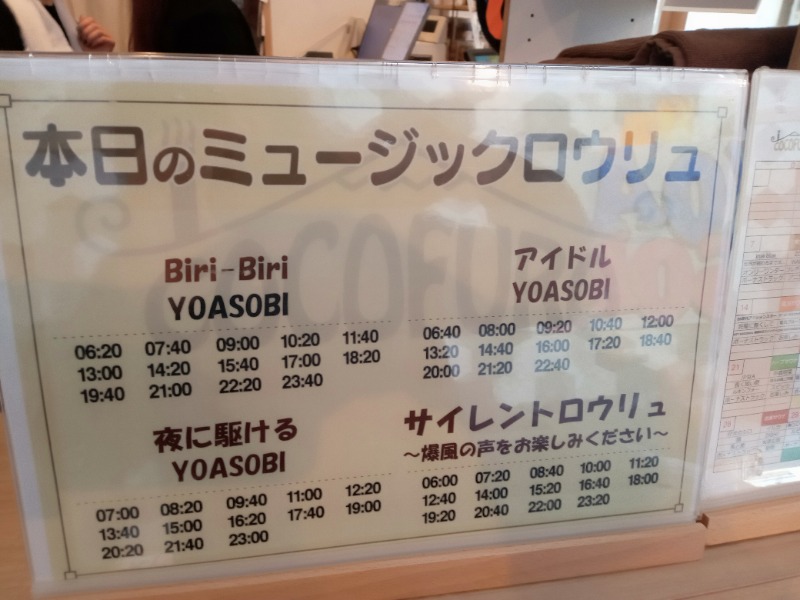 本日のミュージックロウリュ
Biri-Biri
YOASOBI
06:20 07:40 09:00 10:20 11:40
13:00 14:20 15:40 17:00 18:20
19:40 21:00 22:20 23:40
アイドル
YOASOBI
06:40 08:00 09:20 10:40 12:00
13:20 14:40 16:00 17:20 18:40
20:00 21:20 22:40
夜に駆ける
YOASOBI
07:00 08:20 09:40 11:00 12:20
13:40 15:00 16:20 17:40 19:00
20:20 21:40 23:00
サイレントロウリュ
～爆風の声をお楽しみください～
06:00 07:20 08:40 10:00 11:20
12:40 14:00 15:20 16:40 18:00
19:20 20:40 22:00 23:20